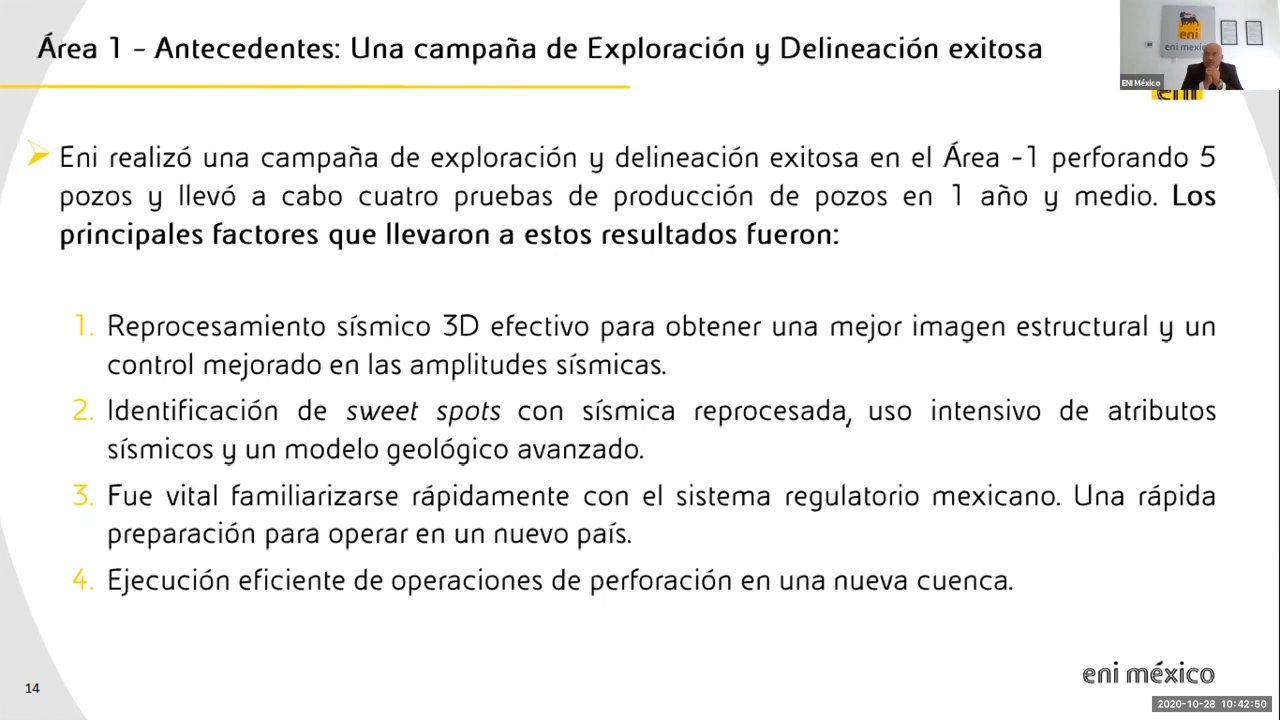 Área 1 - Antecedentes: Una campaña de Exploración y Delineación exitosa
eni
eni mexico
ENI México
eni
Eni realizó una campaña de exploración y delineación exitosa en el Área -1 perforando 5
pozos y llevó a cabo cuatro pruebas de producción de pozos en 1 año y medio. Los
principales factores que llevaron a estos resultados fueron:
1. Reprocesamiento sísmico 3D efectivo para obtener una mejor imagen estructural y un
control mejorado en las amplitudes sísmicas.
2. Identificación de sweet spots con sísmica reprocesada, uso intensivo de atributos
sísmicos y un modelo geológico avanzado.
3. Fue vital familiarizarse rápidamente con el sistema regulatorio mexicano. Una rápida
preparación para operar en un nuevo país.
4. Ejecución eficiente de operaciones de perforación en una nueva cuenca.
eni méxico
14
2020-10-28 10:42:50